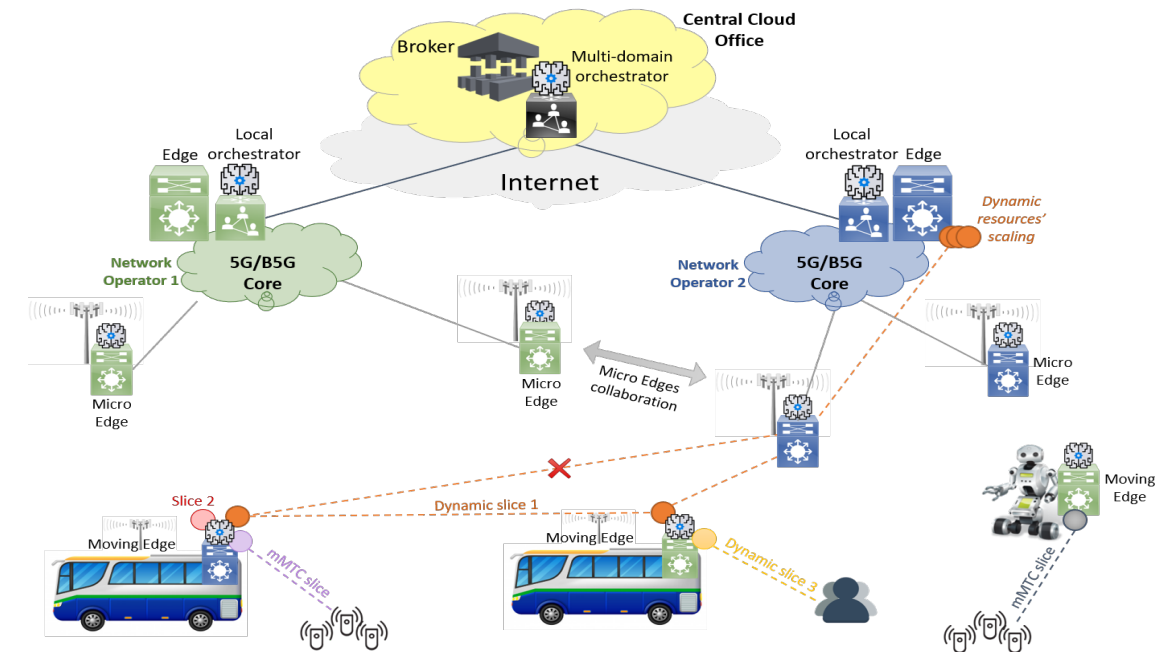 Central Cloud
Office
Broker
Multi-domain
orchestrator
Internet
Local
orchestrator
Edge
Local
orchestrator
Edge
Dynamic
resources’
scaling
5G/B5G
Core
Network
Operator 1
5G/B5G
Core
Network
Operator 2
Micro
Edge
Micro
Edge
Micro Edges
collaboration
Micro
Edge
Slice 2
Dynamic slice 1
Moving Edge
mMTC slice
Moving Edge
Dynamic slice 3
Moving
Edge
mMTC slice